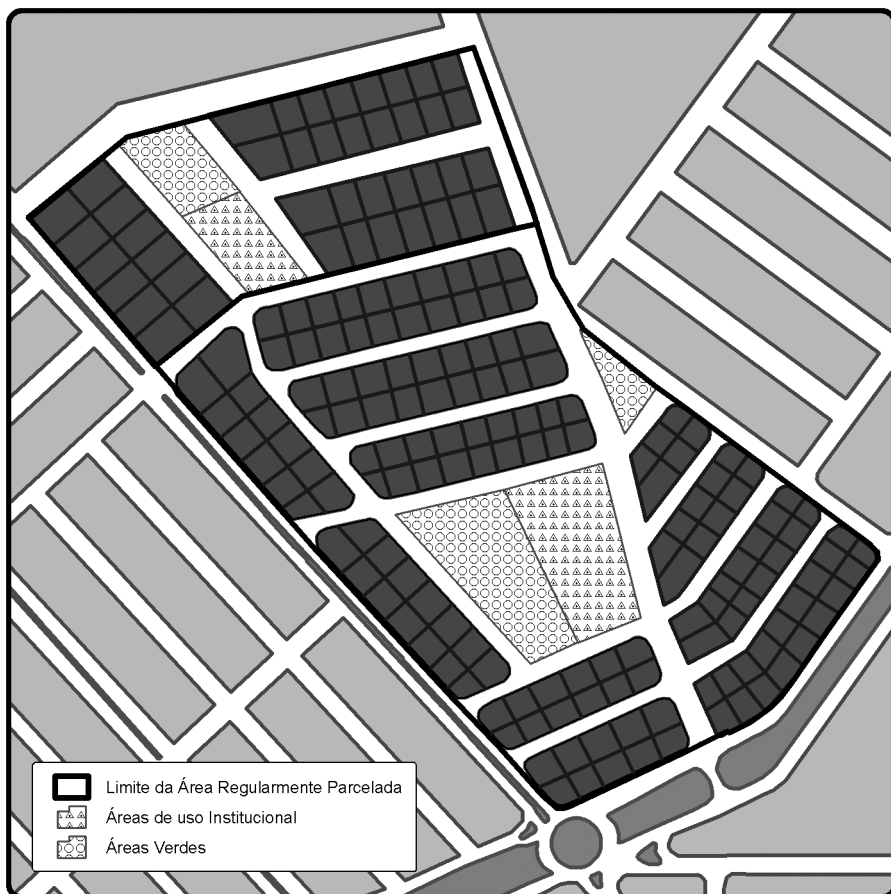 Limite da Área Regularmente Parcelada
Áreas de uso Institucional
Áreas Verdes